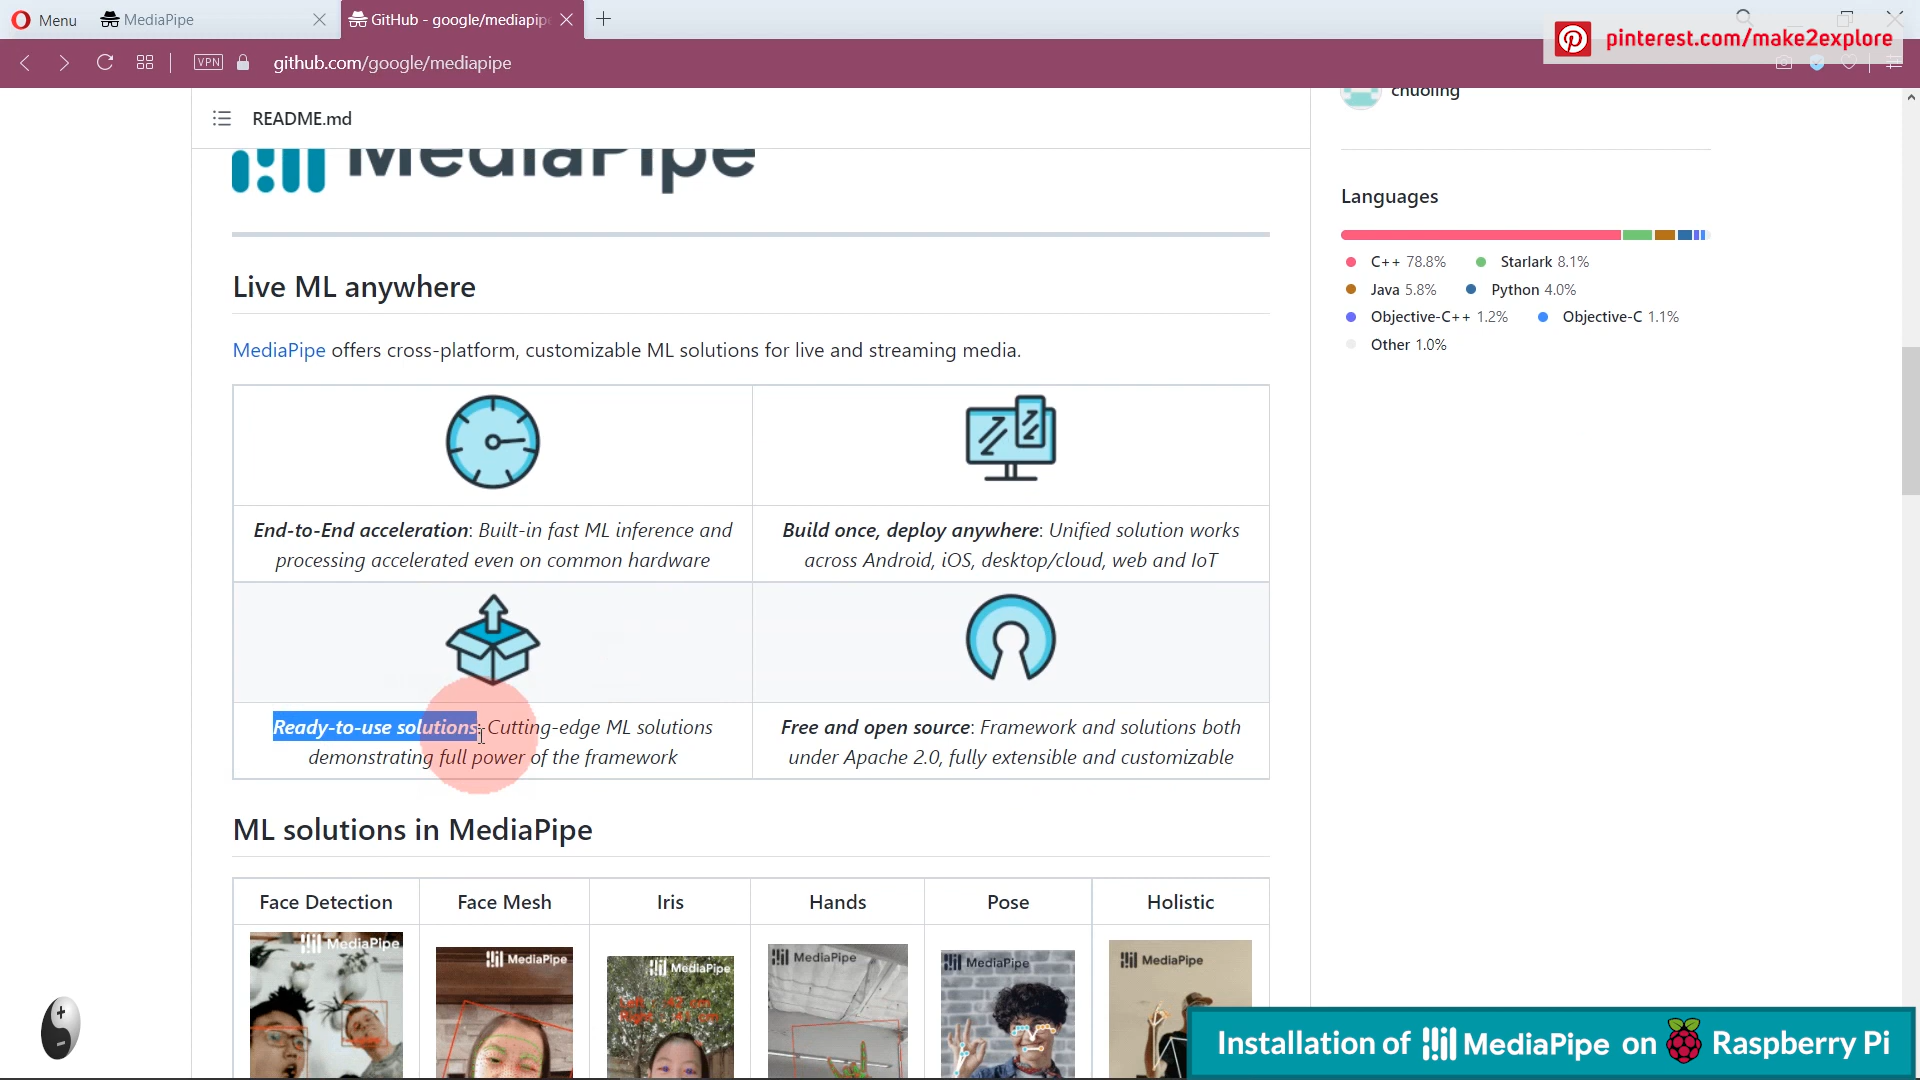 Menu
MediaPipe
GitHub - google/mediapip
pinterest.com/make2explore
VPN
github.com/google/mediapipe
chuoling
README.md
MediaPipe
Languages
C++ 78.8%
Starlark 8.1%
Java 5.8%
Python 4.0%
Objective-C++ 1.2%
Objective-C 1.1%
Other 1.0%
Live ML anywhere
MediaPipe offers cross-platform, customizable ML solutions for live and streaming media.
End-to-End acceleration: Built-in fast ML inference and
processing accelerated even on common hardware
Build once, deploy anywhere: Unified solution works
across Android, iOS, desktop/cloud, web and IoT
Ready-to-use solutions: Cutting-edge ML solutions
demonstrating full power of the framework
Free and open source: Framework and solutions both
under Apache 2.0, fully extensible and customizable
ML solutions in MediaPipe
Face Detection
Face Mesh
Iris
Hands
Pose
Holistic
MediaPipe
MediaPipe
MediaPipe
MediaPipe
MediaPipe
MediaPipe
Installation of MediaPipe on Raspberry Pi